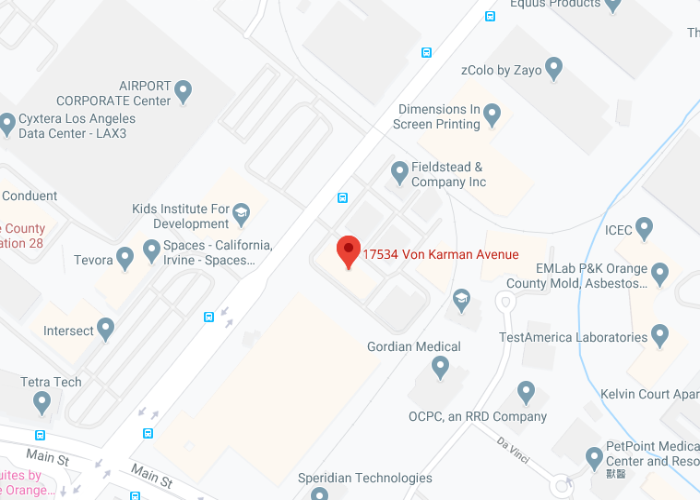 Equus Products
Th
zColo by Zayo
AIRPORT
CORPORATE Center
Cyxtera Los Angeles
Data Center - LAX3
Dimensions In
Screen Printing
Fieldstead &
Company Inc
Conduent
Kids Institute For
Development
e County
ation 28
ICEC
Spaces - California,
Irvine - Spaces...
Tevora
17534 Von Karman Avenue
EMLab P&K Orange
County Mold, Asbestos...
Intersect
TestAmerica Laboratories
Gordian Medical
Tetra Tech
Kelvin Court Apar
OCPC, an RRD Company
Da Vinci
Main St
Main St
PetPoint Medica
Center and Reso
獸醫
uites by
e Orange...
Speridian Technologies